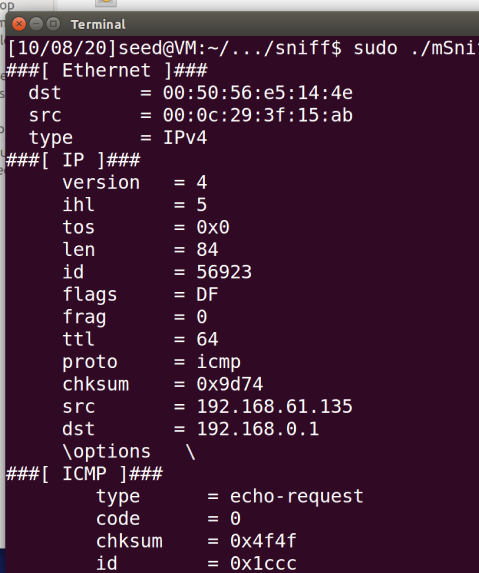 Terminal
[10/08/20]seed@VM:~/.../sniff$ sudo ./mSni
###[ Ethernet ]###
dst = 00:50:56:e5:14:4e
src = 00:0c:29:3f:15:ab
type = IPv4
###[ IP ]###
version = 4
ihl = 5
tos = 0x0
len = 84
id = 56923
flags = DF
frag = 0
ttl = 64
proto = icmp
chksum = 0x9d74
src = 192.168.61.135
dst = 192.168.0.1
\options \
###[ ICMP ]###
type = echo-request
code = 0
chksum = 0x4f4f
id = 0x1ccc